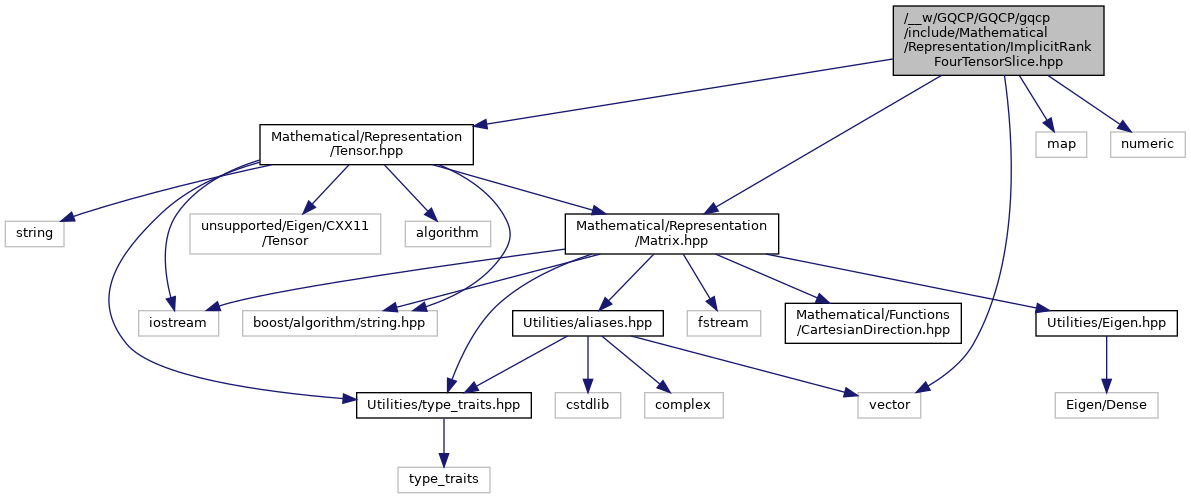 /__w/GQCP/GQCP/gqcp
/include/Mathematical
/Representation/ImplicitRank
FourTensorSlice.hpp
Mathematical/Representation
/Tensor.hpp
map
numeric
string
unsupported/Eigen/CXX11
/Tensor
algorithm
Mathematical/Representation
/Matrix.hpp
iostream
boost/algorithm/string.hpp
Utilities/aliases.hpp
fstream
Mathematical/Functions
/CartesianDirection.hpp
Utilities/Eigen.hpp
Utilities/type_traits.hpp
cstdlib
complex
vector
Eigen/Dense
type_traits